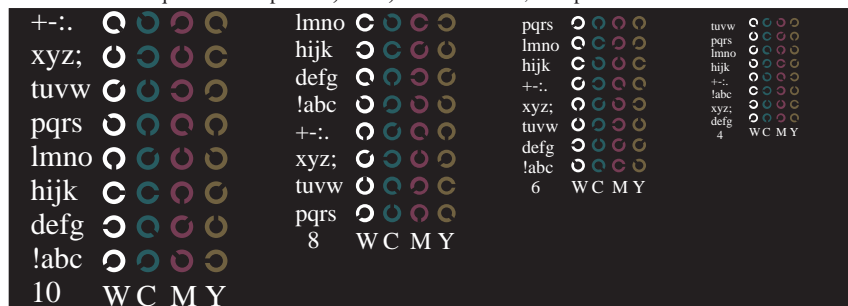 +-:.
xyz;
tuvw
pqrs
lmno
hijk
defg
!abc
10 W C M Y
lmno
hijk
defg
!abc
+-:.
xyz;
tuvw
pqrs
8 W C M Y
pqrs
lmno
hijk
+-:.
xyz;
tuvw
defg
!abc
6 W C M Y
tuvw
pqrs
lmno
hijk
+-:.
!abc
xyz;
defg
4 W C M Y